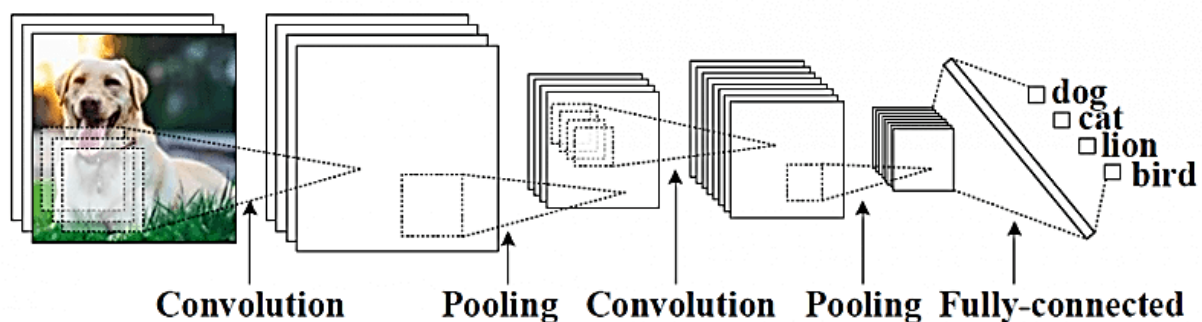 dog
cat
lion
bird
Convolution Pooling Convolution Pooling Fully-connected